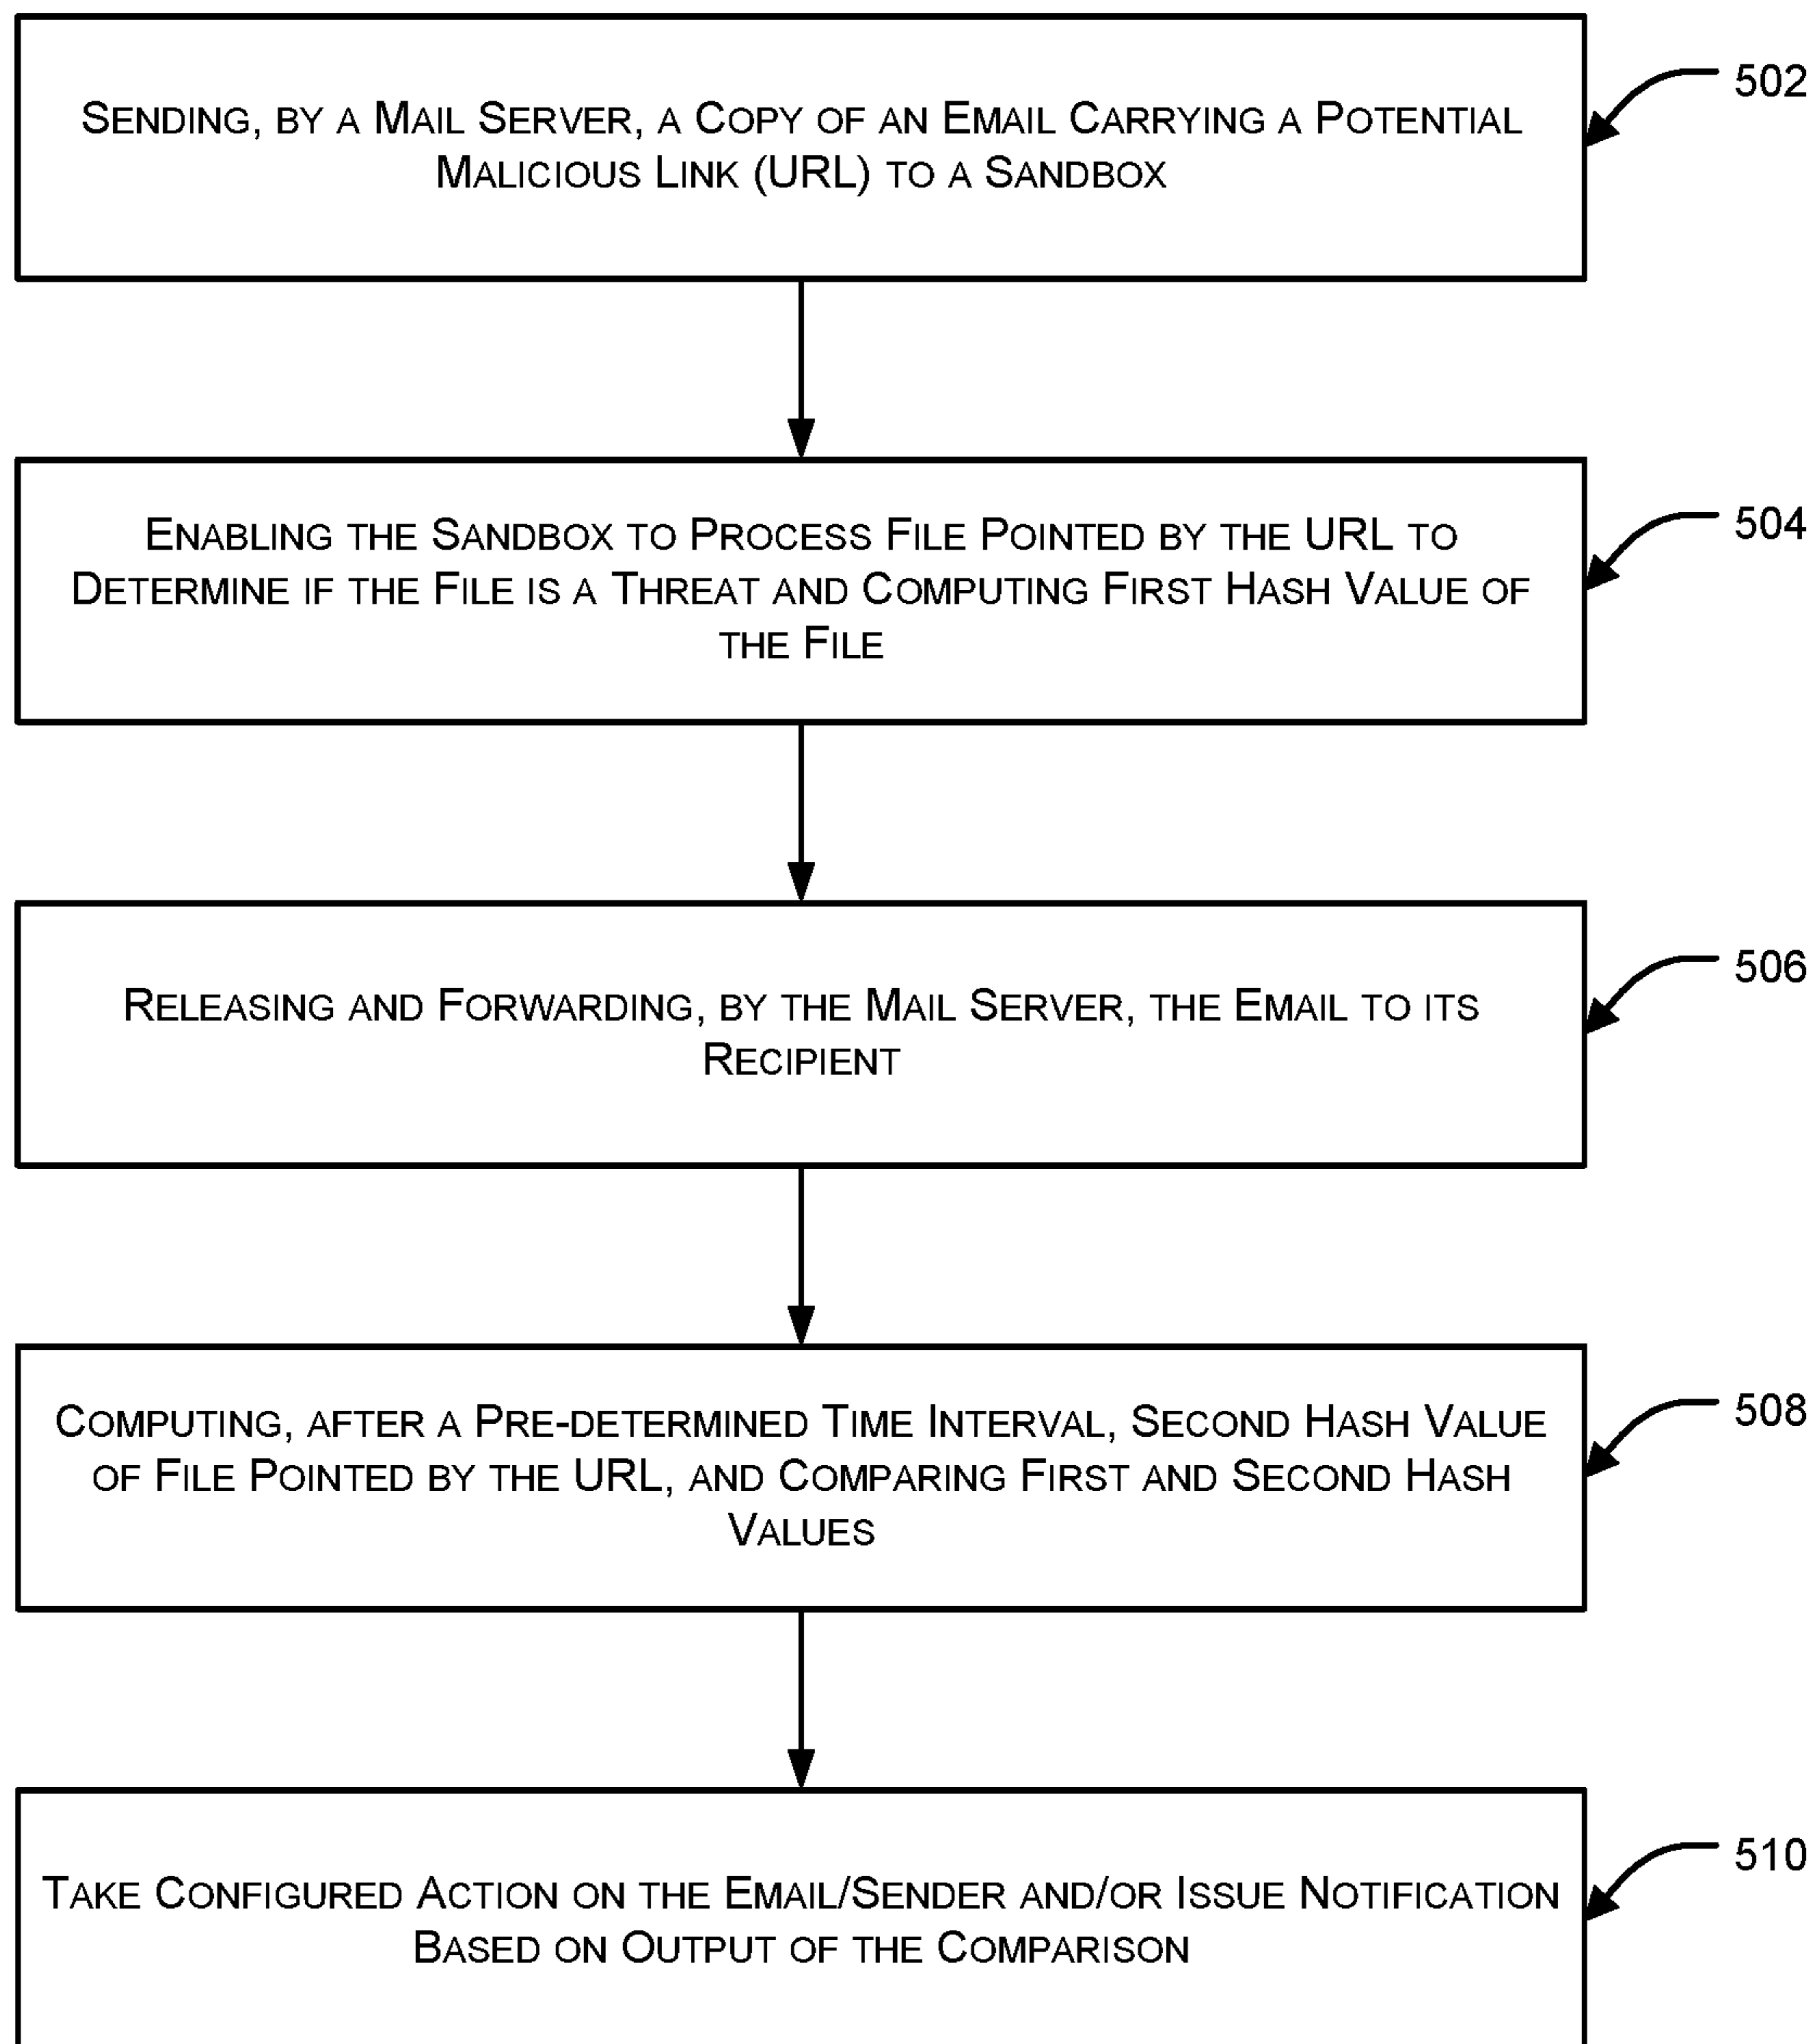 SENDING, BY A MAIL SERVER, A COPY OF AN EMAIL CARRYING A POTENTIAL
MALICIOUS LINK (URL) TO A SANDBOX
502
ENABLING THE SANDBOX TO PROCESS FILE POINTED BY THE URL TO
DETERMINE IF THE FILE IS A THREAT AND COMPUTING FIRST HASH VALUE OF
THE FILE
504
RELEASING AND FORWARDING, BY THE MAIL SERVER, THE EMAIL TO ITS
RECIPIENT
506
COMPUTING, AFTER A PRE-DETERMINED TIME INTERVAL, SECOND HASH VALUE
OF FILE POINTED BY THE URL, AND COMPARING FIRST AND SECOND HASH
VALUES
508
TAKE CONFIGURED ACTION ON THE EMAIL/SENDER AND/OR ISSUE NOTIFICATION
BASED ON OUTPUT OF THE COMPARISON
510